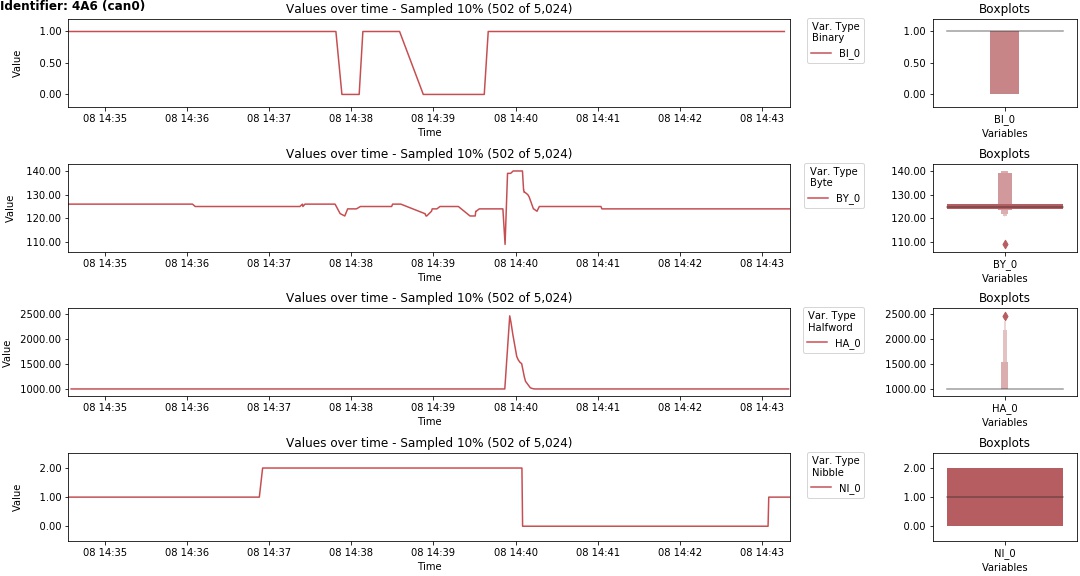 Identifier: 4A6 (can0)
Values over time - Sampled 10% (502 of 5,024)
Boxplots
Var. Type
Binary
BI_0
Value
1.00
0.50
0.00
08 14:35 08 14:36 08 14:37 08 14:38 08 14:39 08 14:40 08 14:41 08 14:42 08 14:43
Time
1.00
0.50
0.00
BI_0
Variables
Values over time - Sampled 10% (502 of 5,024)
Boxplots
Var. Type
Byte
BY_0
Value
140.00
130.00
120.00
110.00
08 14:35 08 14:36 08 14:37 08 14:38 08 14:39 08 14:40 08 14:41 08 14:42 08 14:43
Time
140.00
130.00
120.00
110.00
BY_0
Variables
Values over time - Sampled 10% (502 of 5,024)
Boxplots
Var. Type
Halfword
HA_0
Value
2500.00
2000.00
1500.00
1000.00
08 14:35 08 14:36 08 14:37 08 14:38 08 14:39 08 14:40 08 14:41 08 14:42 08 14:43
Time
2500.00
2000.00
1500.00
1000.00
HA_0
Variables
Values over time - Sampled 10% (502 of 5,024)
Boxplots
Var. Type
Nibble
NI_0
Value
2.00
1.00
0.00
08 14:35 08 14:36 08 14:37 08 14:38 08 14:39 08 14:40 08 14:41 08 14:42 08 14:43
Time
2.00
1.00
0.00
NI_0
Variables